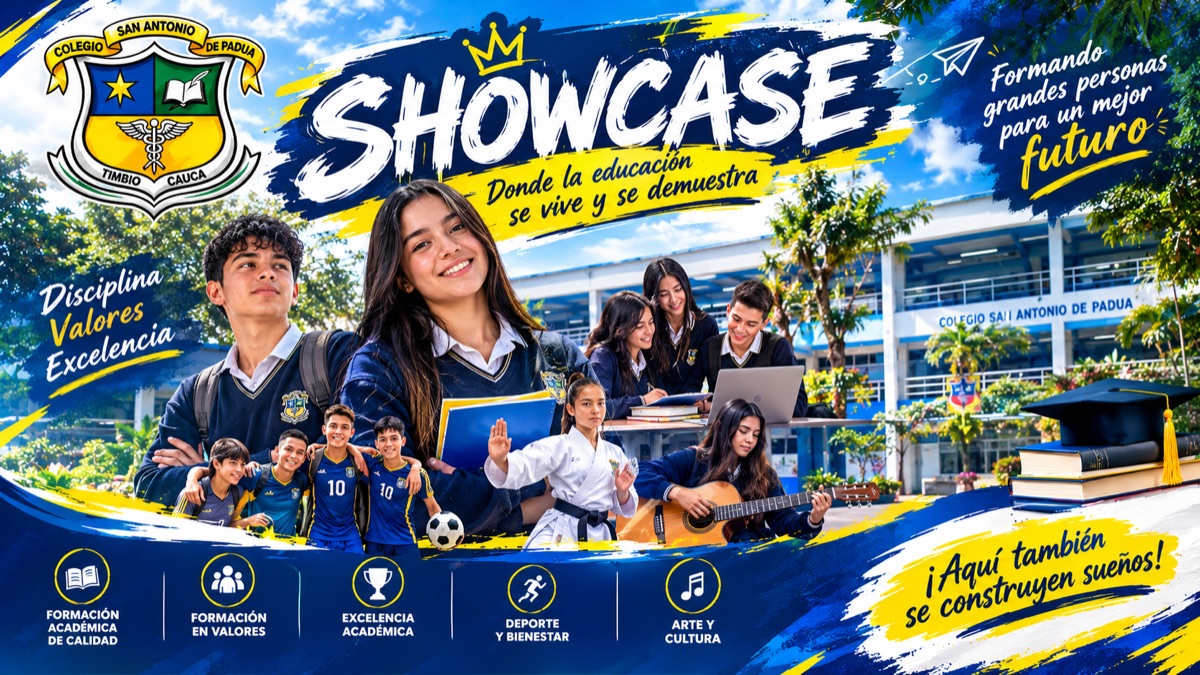 SAN ANTONIO
COLEGIO DE PADUA
TIMBIO CAUCA
SHOWCASE
Donde la educación
se vive y se demuestra
Formando
grandes personas
para un mejor
futuro
Disciplina
Valores
Excelencia
COLEGIO SAN ANTONIO DE PADUA
10
10
FORMACIÓN
ACADÉMICA
DE CALIDAD
FORMACIÓN
EN VALORES
EXCELENCIA
ACADÉMICA
DEPORTE
Y BIENESTAR
ARTE Y
CULTURA
¡Aquí también
se construyen sueños!